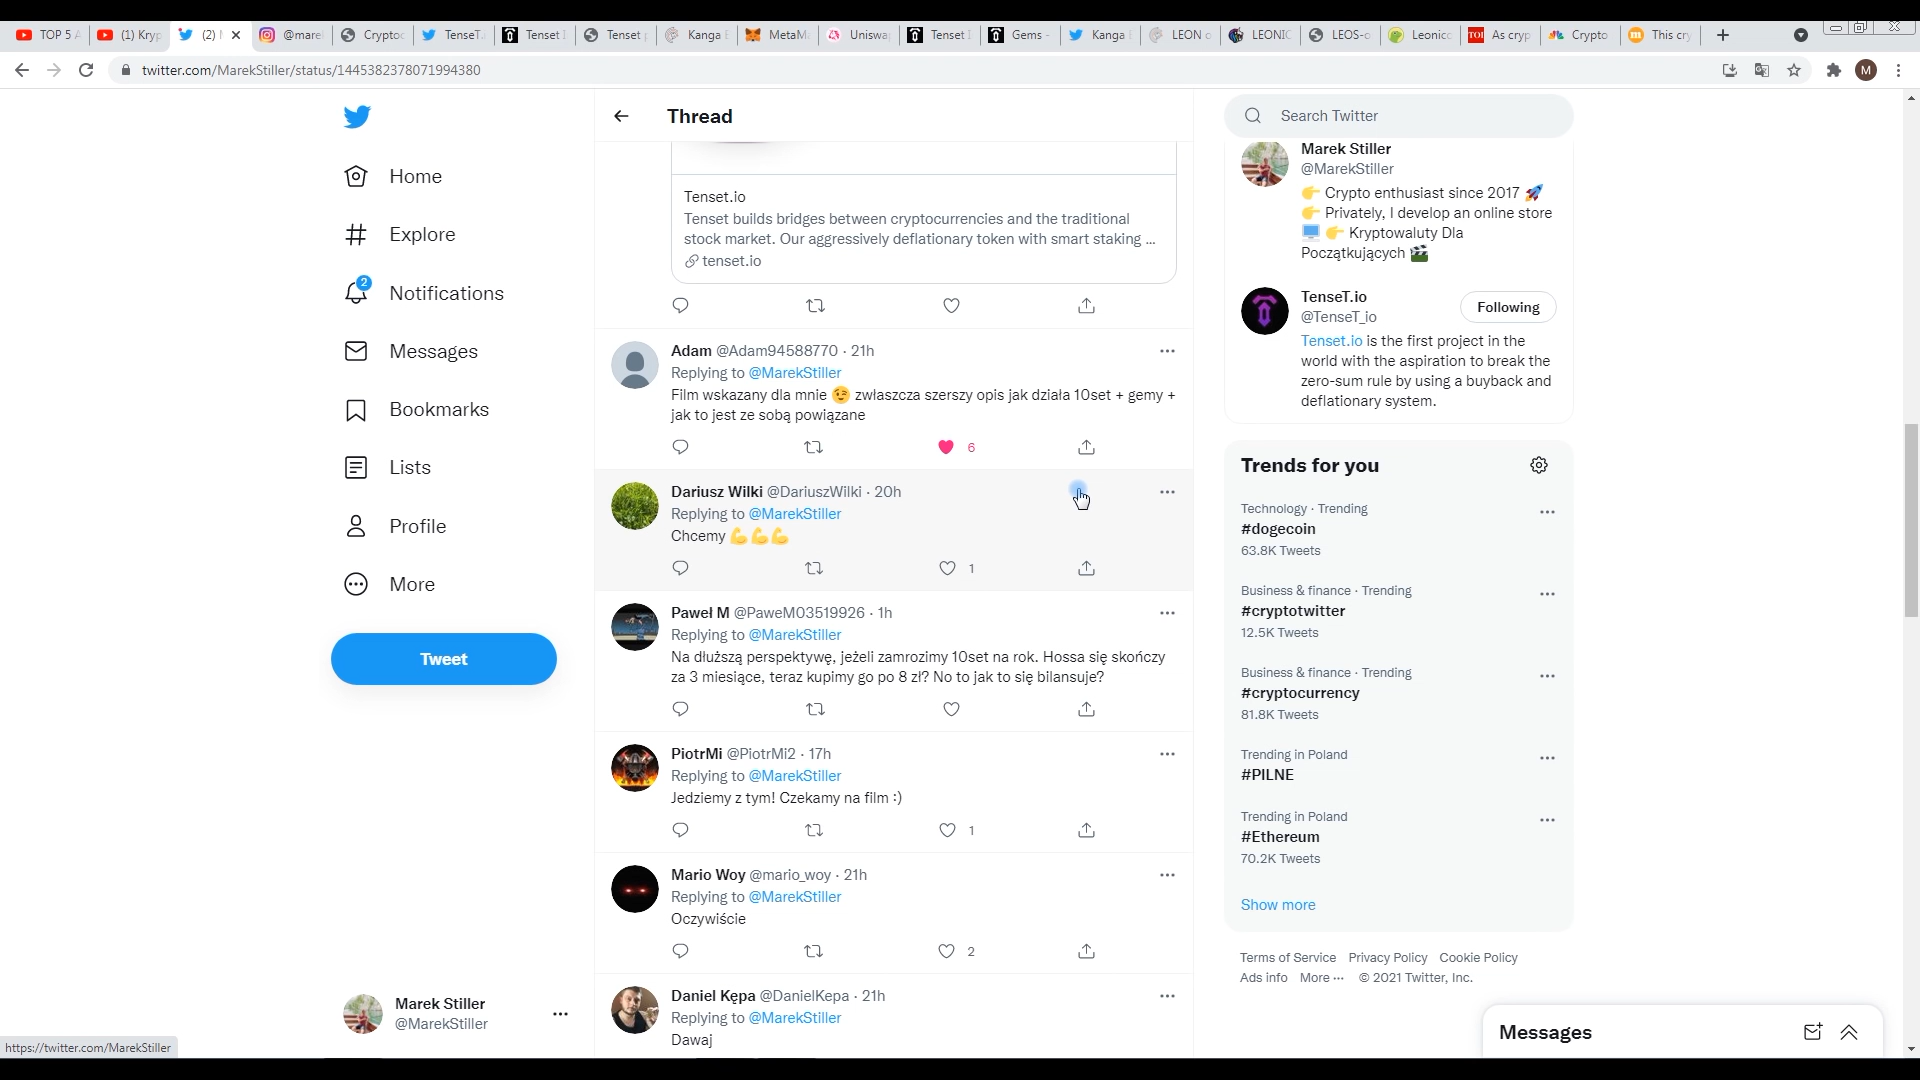 TOP 5
(1) Kryp
(2)
@mare
Crypto
TenseT.
Tenset
Tenset
Kanga
MetaM
Uniswa
Tenset
Gems -
Kanga
LEON
LEONIC
LEOS-o
Leonico
TOI
As cryp
Crypto
This cry
twitter.com/MarekStiller/status/1445382378071994380
M
Thread
Search Twitter
Home
Explore
2
Notifications
Messages
Bookmarks
Lists
Profile
More
Tweet
Marek Stiller
@MarekStiller
https://twitter.com/MarekStiller
Tenset.io
Tenset builds bridges between cryptocurrencies and the traditional
stock market. Our aggressively deflationary token with smart staking ...
tenset.io
Adam @Adam94588770 · 21h
Replying to @MarekStiller
Film wskazany dla mnie 😉 zwłaszcza szerszy opis jak działa 10set + gemy +
jak to jest ze sobą powiązane
6
Dariusz Wilki @DariuszWilki · 20h
Replying to @MarekStiller
Chcemy 💪💪💪
1
Paweł M @PaweM03519926 · 1h
Replying to @MarekStiller
Na dłuższą perspektywę, jeżeli zamrozimy 10set na rok. Hossa się skończy
za 3 miesiące, teraz kupimy go po 8 zł? No to jak to się bilansuje?
PiotrMi @PiotrMi2 · 17h
Replying to @MarekStiller
Jedziemy z tym! Czekamy na film :)
1
Mario Woy @mario_woy · 21h
Replying to @MarekStiller
Oczywiście
2
Daniel Kępa @DanielKepa · 21h
Replying to @MarekStiller
Dawaj
Marek Stiller
@MarekStiller
👉 Crypto enthusiast since 2017 🚀
👉 Privately, I develop an online store
💻 👉 Kryptowaluty Dla
Początkujących 🎬
TenseT.io
@TenseT_io
Following
Tenset.io is the first project in the
world with the aspiration to break the
zero-sum rule by using a buyback and
deflationary system.
Trends for you
Technology · Trending
#dogecoin
63.8K Tweets
Business & finance · Trending
#cryptotwitter
12.5K Tweets
Business & finance · Trending
#cryptocurrency
81.8K Tweets
Trending in Poland
#PILNE
Trending in Poland
#Ethereum
70.2K Tweets
Show more
Terms of Service Privacy Policy Cookie Policy
Ads info More ··· © 2021 Twitter, Inc.
Messages